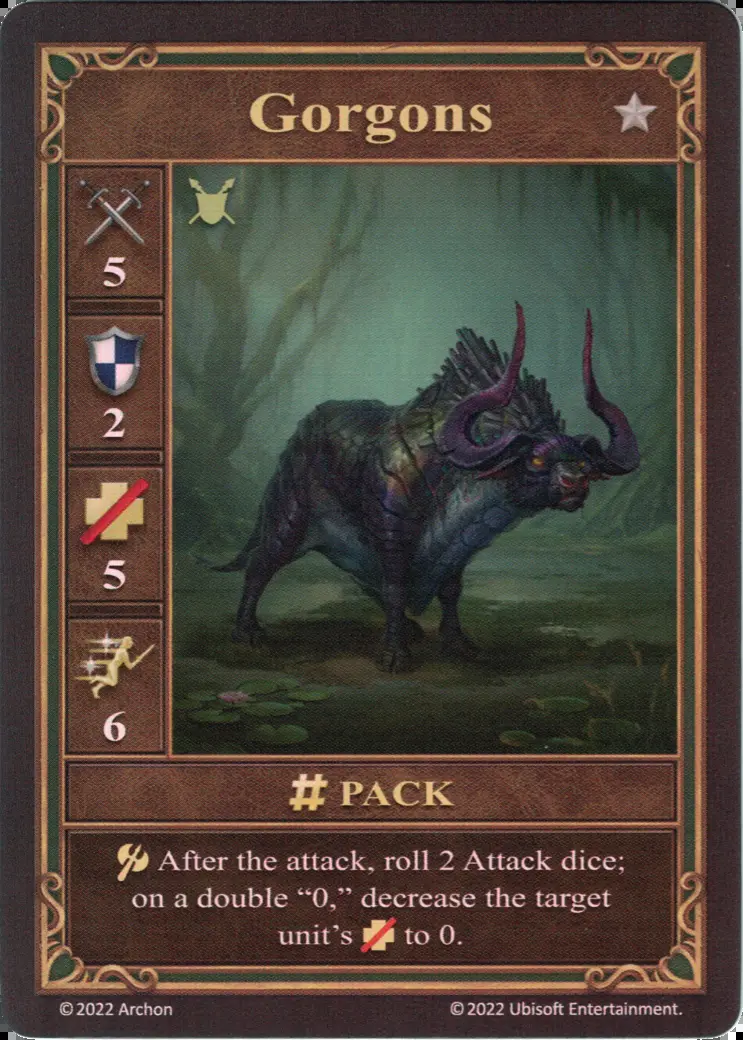 Gorgons
5
2
5
6
# PACK
After the attack, roll 2 Attack dice;
on a double “0,” decrease the target
unit’s to 0.
© 2022 Archon
© 2022 Ubisoft Entertainment.